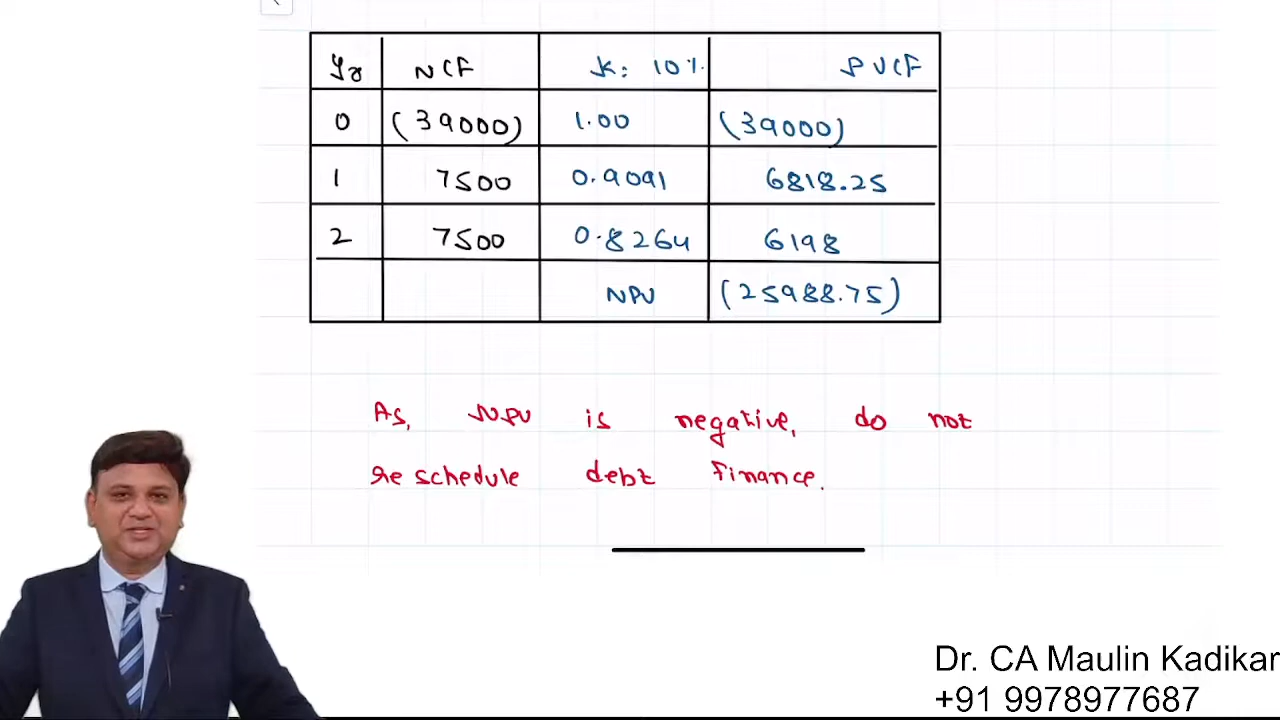 Yr NCF K: 10% PVCF
0 (39000) 1.00 (39000)
1 7500 0.9091 6818.25
2 7500 0.8264 6198
NPV (25988.75)
As, NPV is negative, do not
reschedule debt finance.
Dr. CA Maulin Kadikar
+91 9978977687